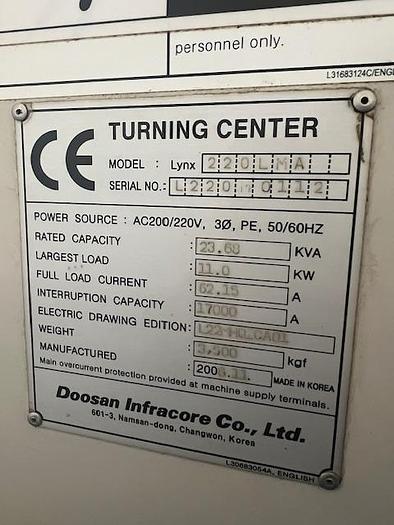 personnel only.
L31683124C/ENGL
CE
TURNING CENTER
MODEL : Lynx 220LMA
SERIAL NO.: L220M0112
POWER SOURCE : AC200/220V, 3Ø, PE, 50/60HZ
RATED CAPACITY : 23.68 KVA
LARGEST LOAD : 11.0 KW
FULL LOAD CURRENT : 62.15 A
INTERRUPTION CAPACITY : 17000 A
ELECTRIC DRAWING EDITION:
WEIGHT : 3,500 kgf
MANUFACTURED : MADE IN KOREA
Main overcurrent protection provided at machine supply terminals.
Doosan Infracore Co., Ltd.
601-3, Namsan-dong, Changwon, Korea
L30683054A, ENGLISH